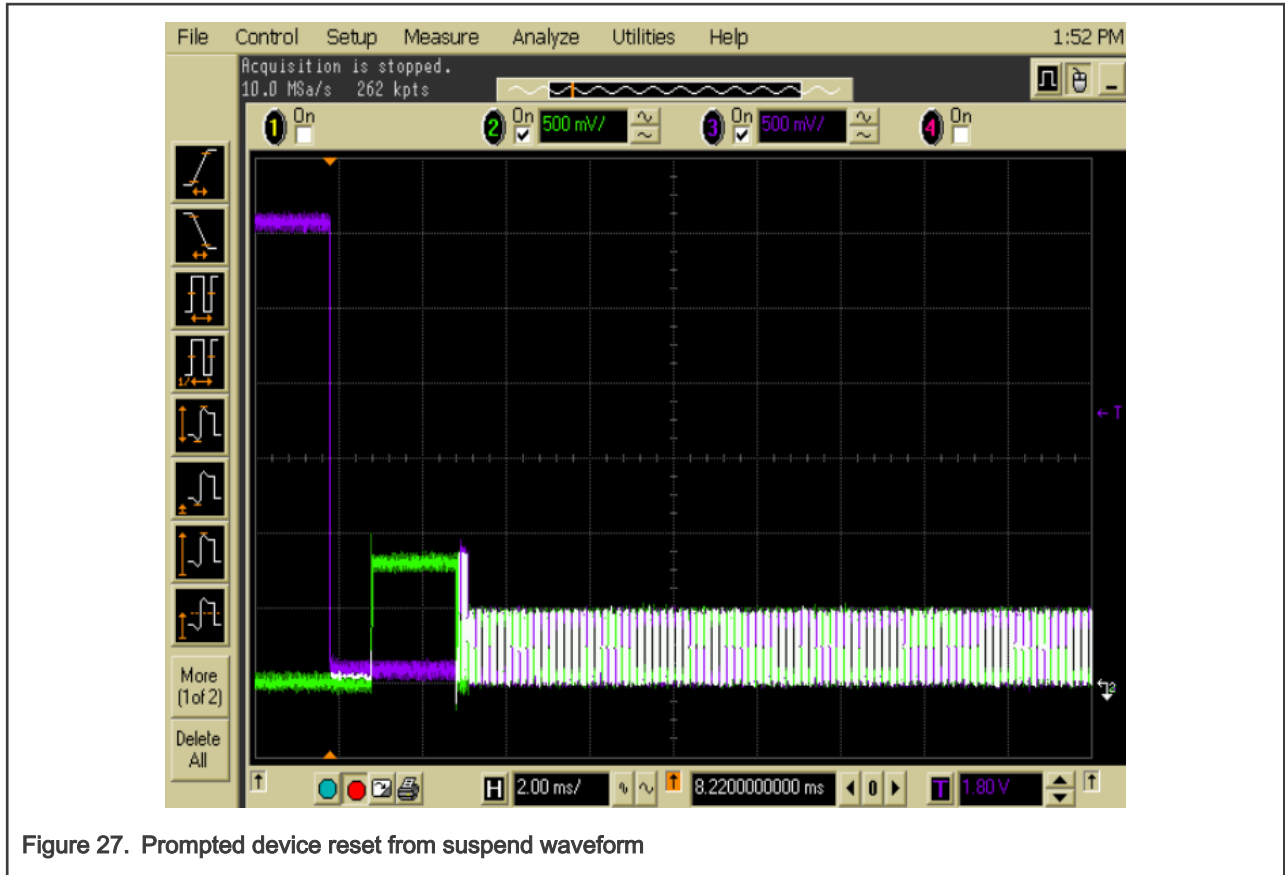 File Control Setup Measure Analyze Utilities Help 1:52 PM
Acquisition is stopped.
10.0 MSa/s 262 kpts
1 On 2 On 500 mV/ 3 On 500 mV/ 4 On
1/
T
More
(1of 2)
2
Delete
All
H 2.00 ms/ 8.2200000000 ms 0 T 1.80 V
Figure 27. Prompted device reset from suspend waveform